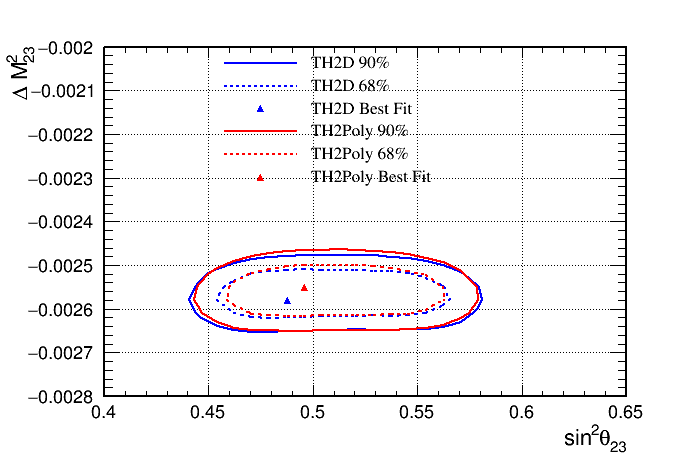 Δ M²₂₃
−0.002
−0.0021
−0.0022
−0.0023
−0.0024
−0.0025
−0.0026
−0.0027
−0.0028
TH2D 90%
TH2D 68%
TH2D Best Fit
TH2Poly 90%
TH2Poly 68%
TH2Poly Best Fit
0.4 0.45 0.5 0.55 0.6 0.65
sin²θ₂₃